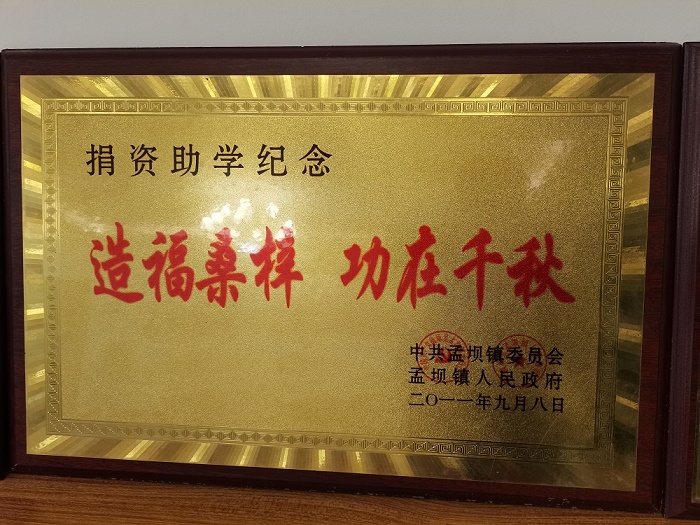 捐资助学纪念
造福桑梓 功在千秋
中共孟坝镇委员会
孟坝镇人民政府
二〇一一年九月八日